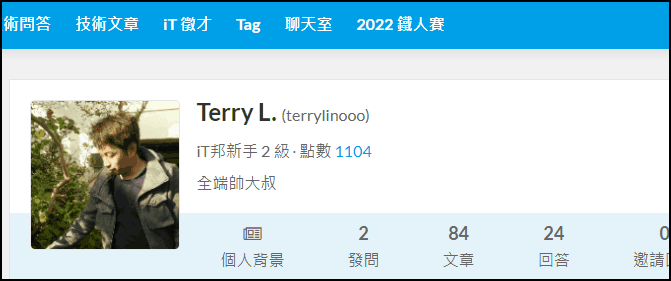 術問答 技術文章 iT 徵才 Tag 聊天室 2022 鐵人賽
Terry L. (terrylinooo)
iT邦新手 2 級 · 點數 1104
全端帥大叔
2 84 24 0
個人背景 發問 文章 回答 邀請